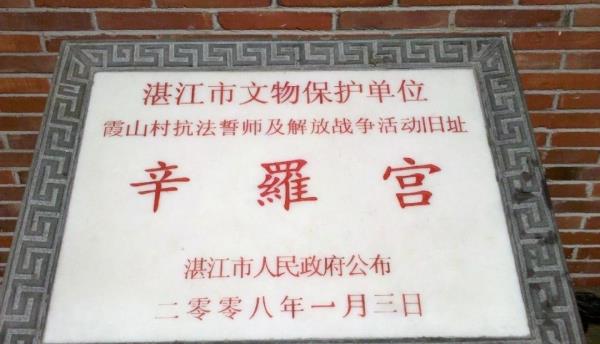 湛江市文物保护单位
霞山村抗法誓师及解放战争活动旧址
辛羅宫
湛江市人民政府公布
二零零八年一月三日